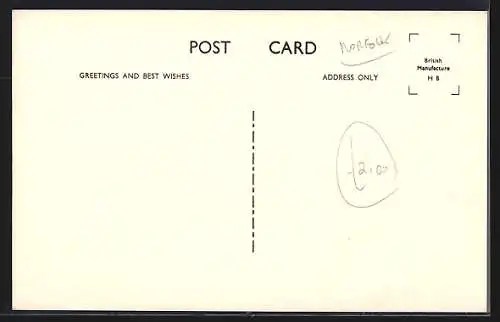 POST CARD
NORFOLK
GREETINGS AND BEST WISHES
ADDRESS ONLY
British
Manufacture
H B
£2.00